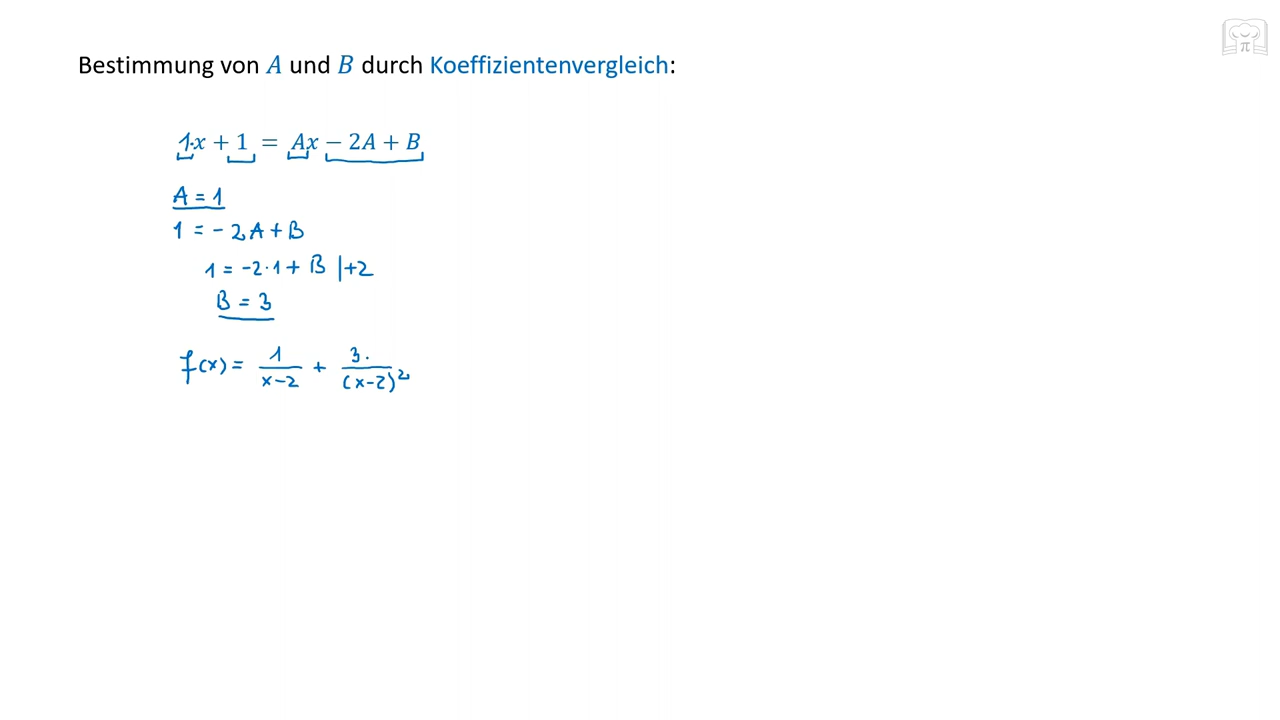 Bestimmung von A und B durch Koeffizientenvergleich:
1·x + 1 = Ax − 2A + B
A = 1
1 = − 2A + B
1 = −2·1 + B |+2
B = 3
f(x) = 1/(x−2) + 3·/(x−2)²
π